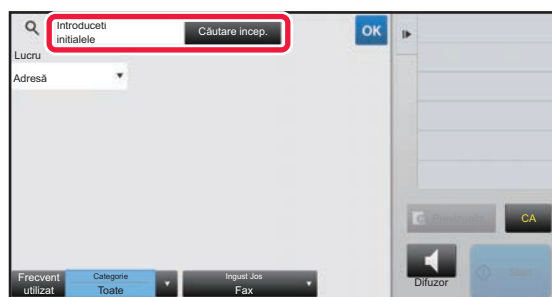 Introduceti
initialele
Căutare incep.
OK
Lucru
Adresă
CA
Frecvent
utilizat
Categorie
Toate
Ingust Jos
Fax
Difuzor